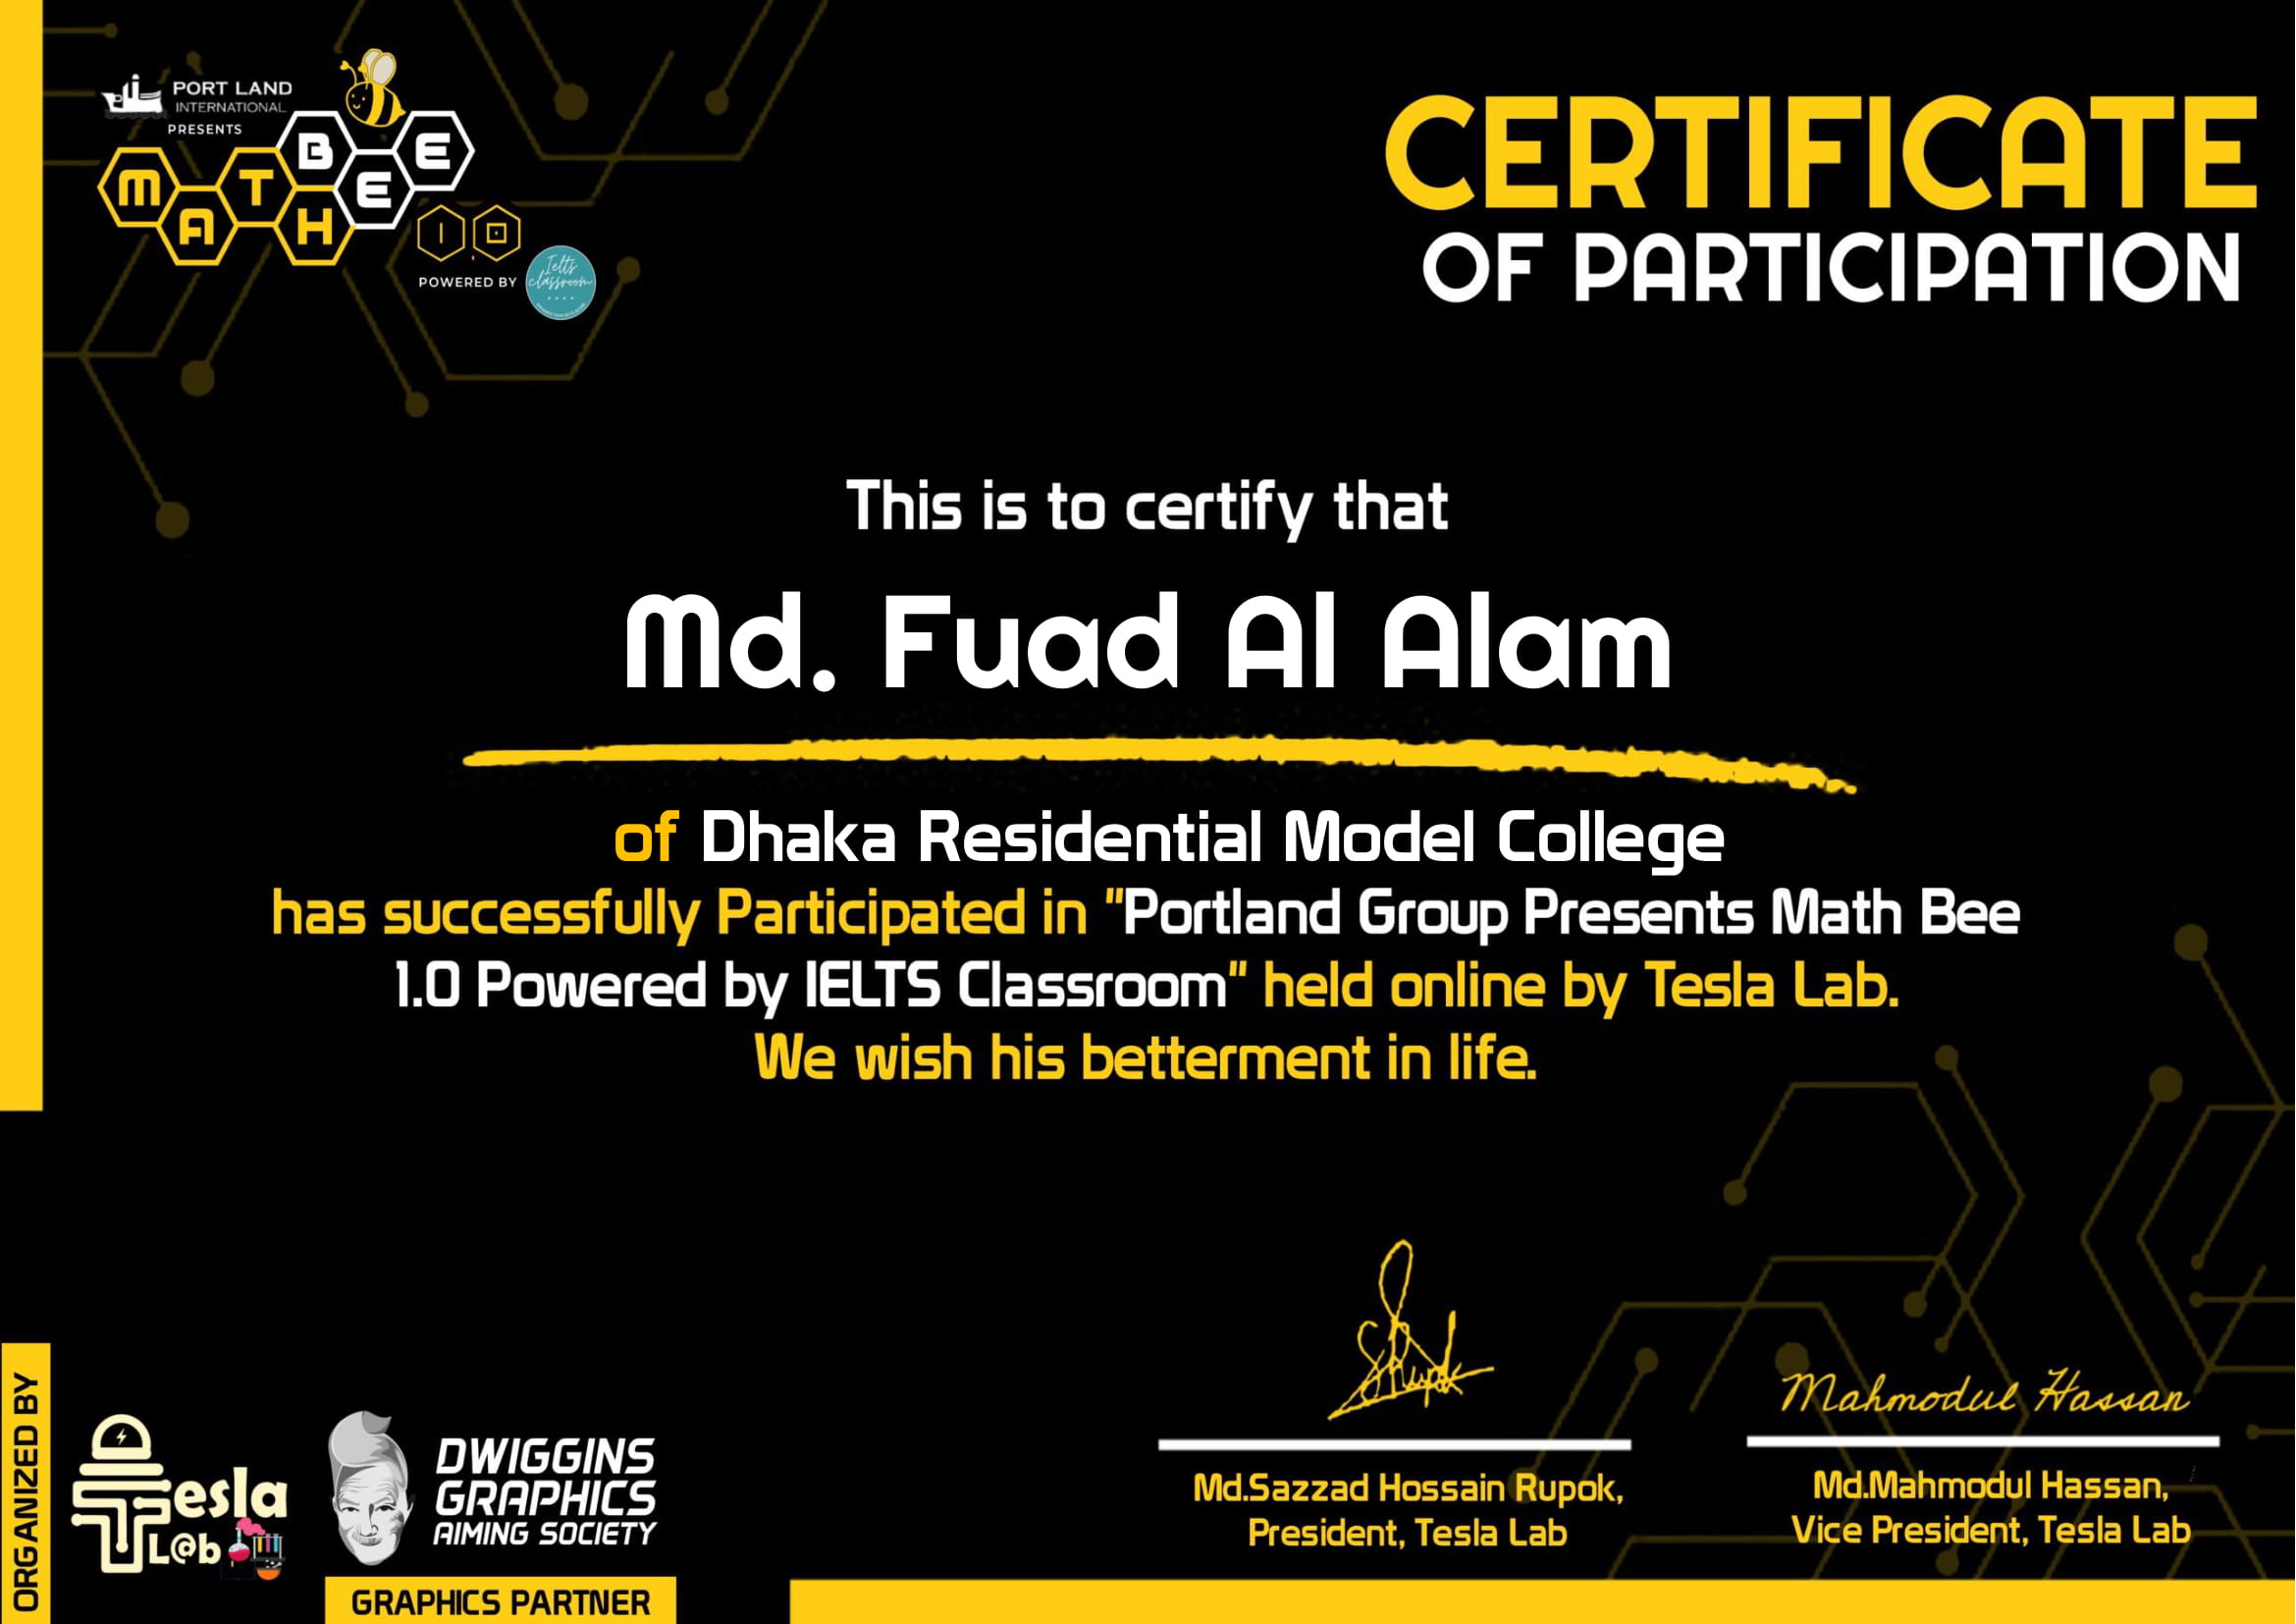 PORT LAND
INTERNATIONAL
PRESENTS
MATH BEE
1.0
POWERED BY
Ielts
classroom
CERTIFICATE
OF PARTICIPATION
This is to certify that
Md. Fuad Al Alam
of Dhaka Residential Model College
has successfully Participated in "Portland Group Presents Math Bee
1.0 Powered by IELTS Classroom" held online by Tesla Lab.
We wish his betterment in life.
Mahmodul Hassan
Md.Sazzad Hossain Rupok,
President, Tesla Lab
Md.Mahmodul Hassan,
Vice President, Tesla Lab
ORGANIZED BY
Tesla
L@b
DWIGGINS
GRAPHICS
AIMING SOCIETY
GRAPHICS PARTNER